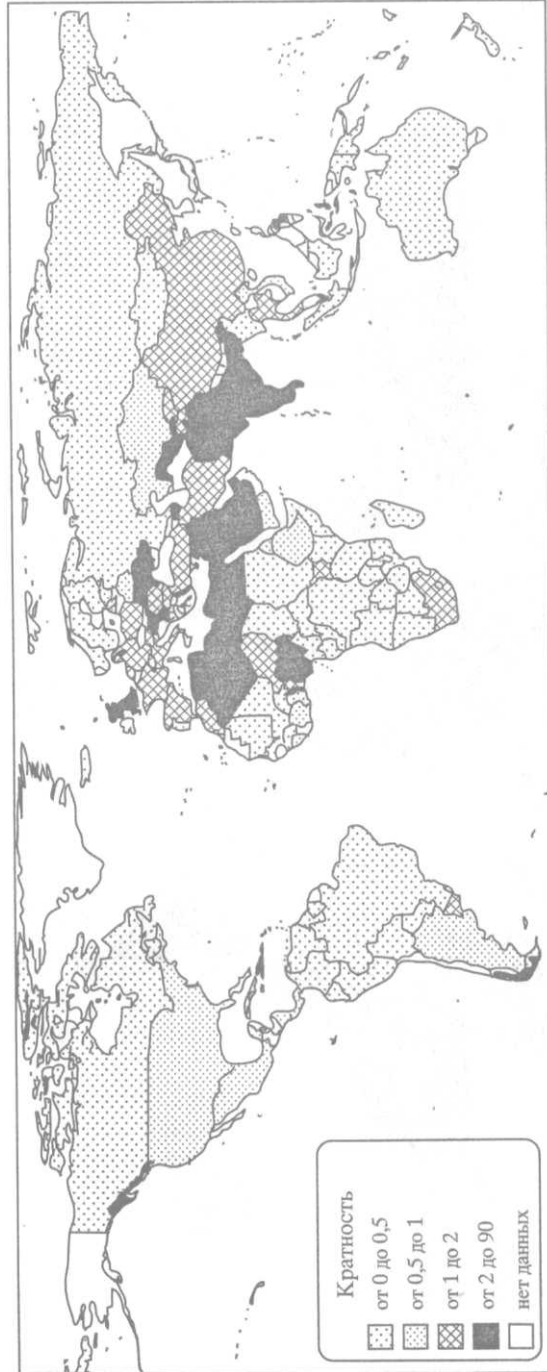 Кратность
от 0 до 0,5
от 0,5 до 1
от 1 до 2
от 2 до 90
нет данных